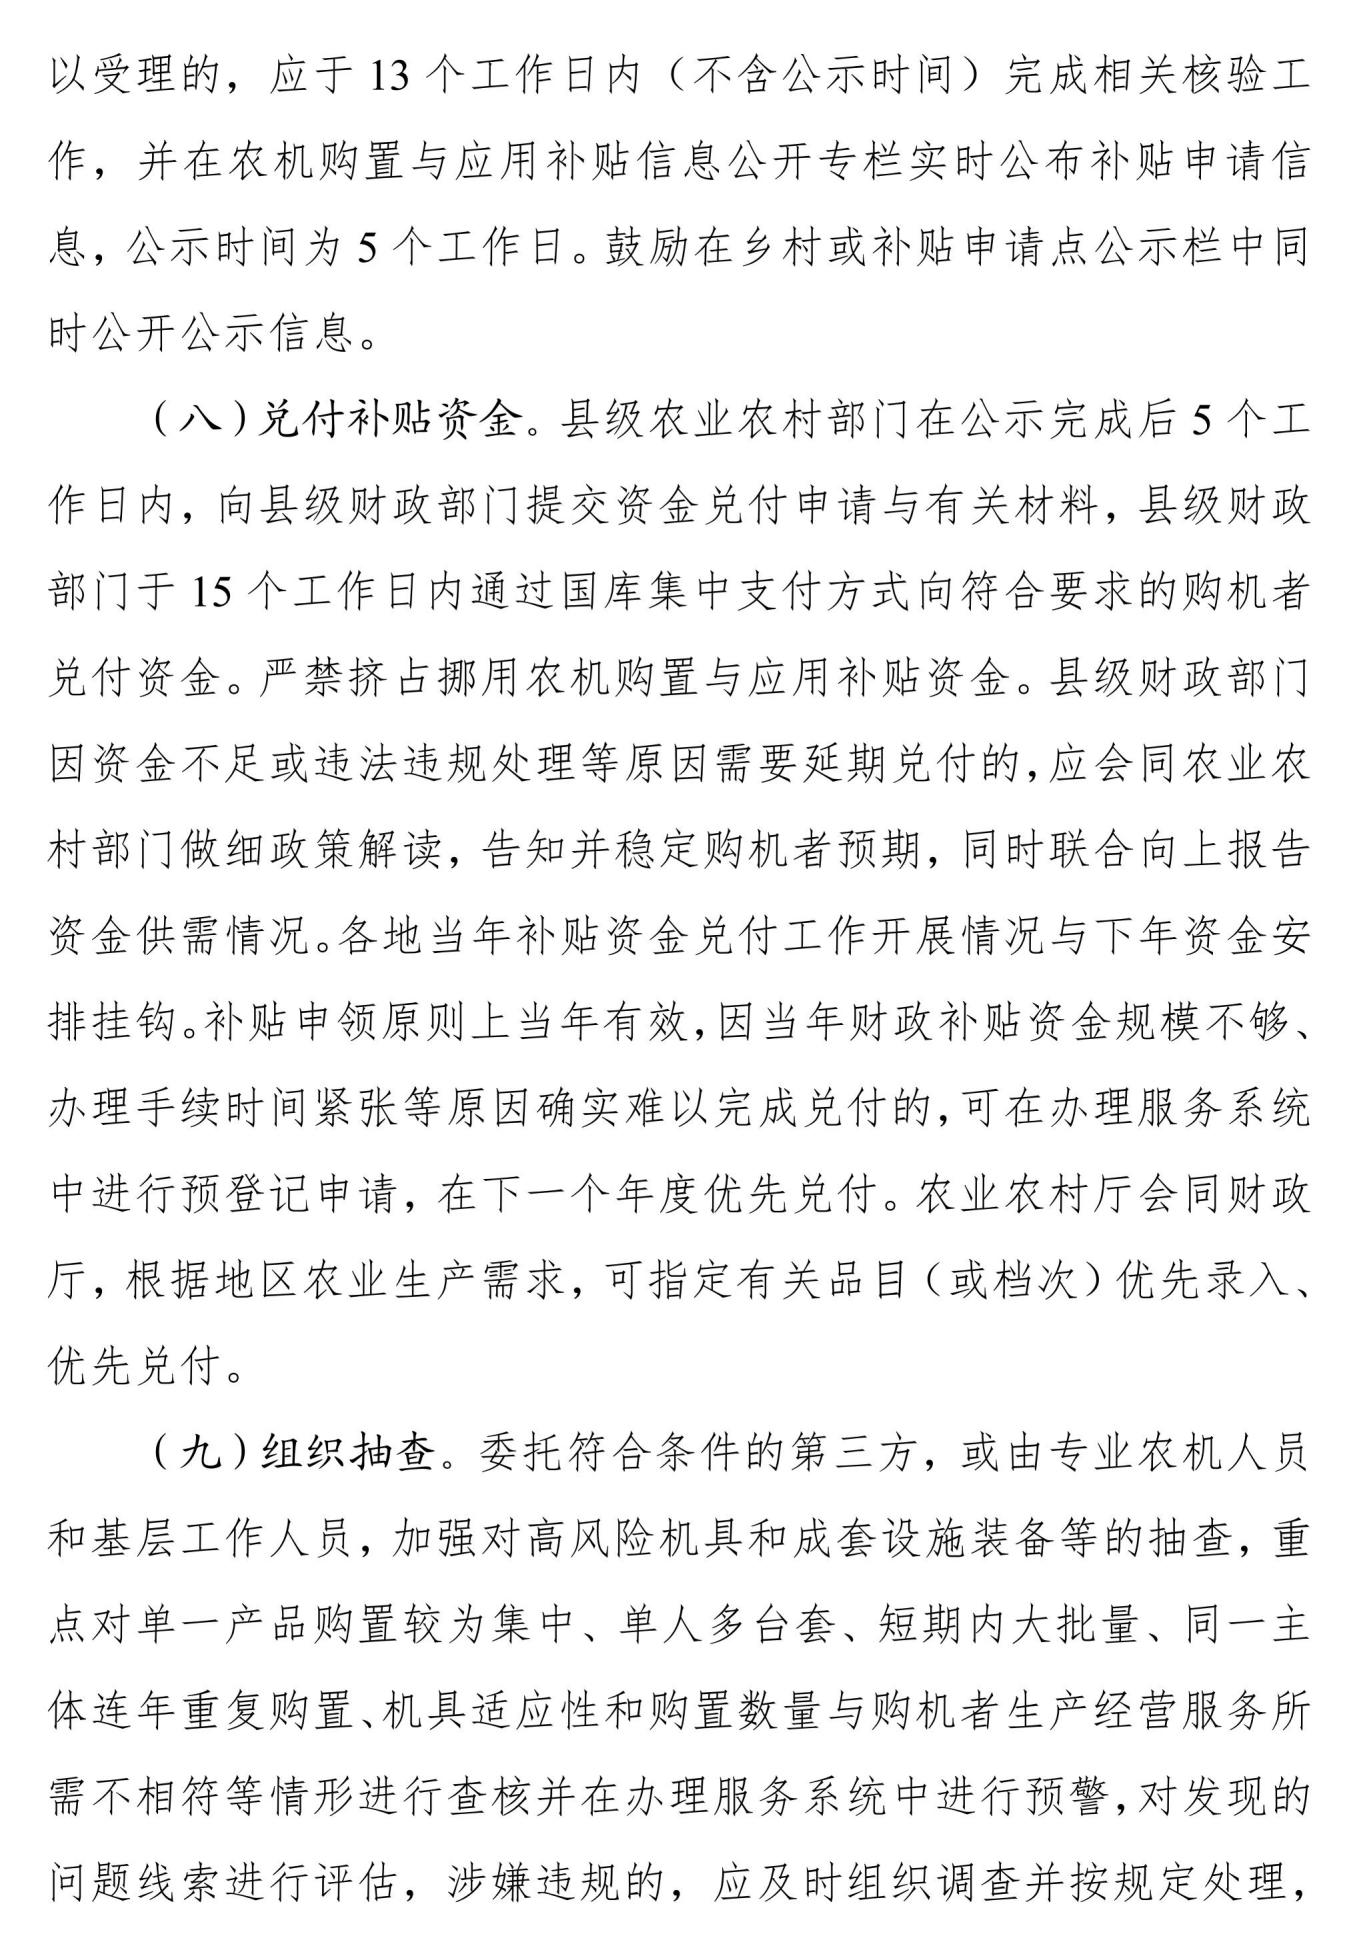 以受理的，应于 13 个工作日内（不含公示时间）完成相关核验工
作，并在农机购置与应用补贴信息公开专栏实时公布补贴申请信
息，公示时间为 5 个工作日。鼓励在乡村或补贴申请点公示栏中同
时公开公示信息。
（八）兑付补贴资金。县级农业农村部门在公示完成后 5 个工
作日内，向县级财政部门提交资金兑付申请与有关材料，县级财政
部门于 15 个工作日内通过国库集中支付方式向符合要求的购机者
兑付资金。严禁挤占挪用农机购置与应用补贴资金。县级财政部门
因资金不足或违法违规处理等原因需要延期兑付的，应会同农业农
村部门做细政策解读，告知并稳定购机者预期，同时联合向上报告
资金供需情况。各地当年补贴资金兑付工作开展情况与下年资金安
排挂钩。补贴申领原则上当年有效，因当年财政补贴资金规模不够、
办理手续时间紧张等原因确实难以完成兑付的，可在办理服务系统
中进行预登记申请，在下一个年度优先兑付。农业农村厅会同财政
厅，根据地区农业生产需求，可指定有关品目（或档次）优先录入、
优先兑付。
（九）组织抽查。委托符合条件的第三方，或由专业农机人员
和基层工作人员，加强对高风险机具和成套设施装备等的抽查，重
点对单一产品购置较为集中、单人多台套、短期内大批量、同一主
体连年重复购置、机具适应性和购置数量与购机者生产经营服务所
需不相符等情形进行查核并在办理服务系统中进行预警，对发现的
问题线索进行评估，涉嫌违规的，应及时组织调查并按规定处理，